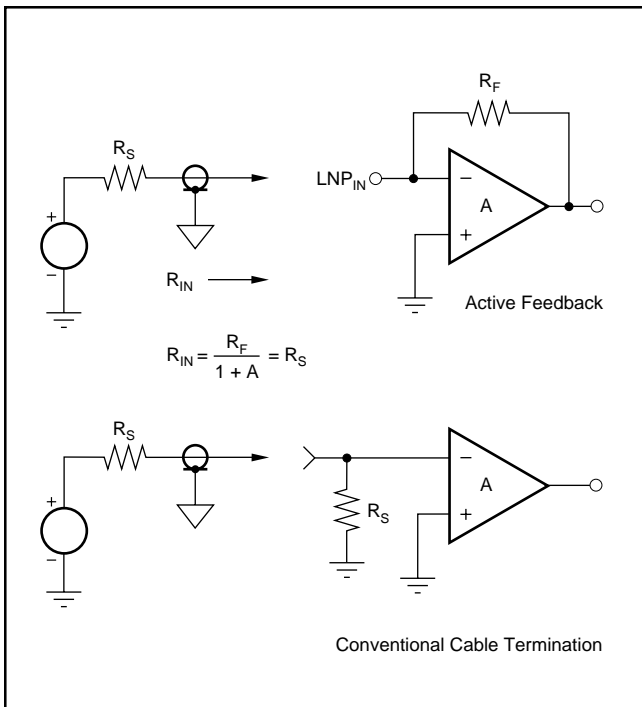 R_F
R_S
LNP_IN
+
−
−
A
+
+
−
R_IN
Active Feedback
R_IN = R_F / (1 + A) = R_S
R_S
+
−
−
A
R_S
+
Conventional Cable Termination